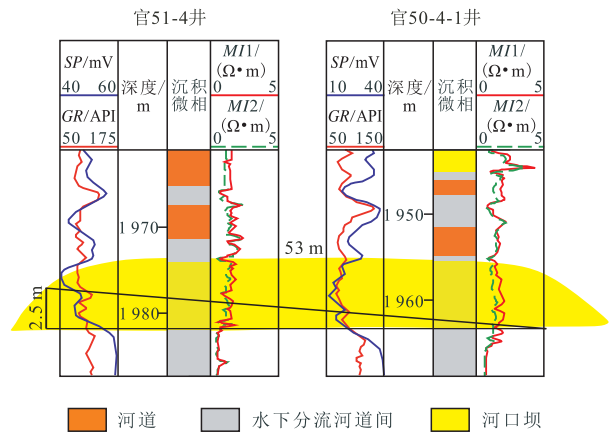 官51-4井
官50-4-1井
SP/mV
40 60
GR/API
50 175
深度/
m
沉积
微相
MI1/
(Ω•m)
0 5
MI2/
(Ω•m)
0 5
SP/mV
10 40
GR/API
50 150
深度/
m
沉积
微相
MI1/
(Ω•m)
0 5
MI2/
(Ω•m)
0 5
1 970
1 980
53 m
1 950
1 960
2.5 m
河道
水下分流河道间
河口坝